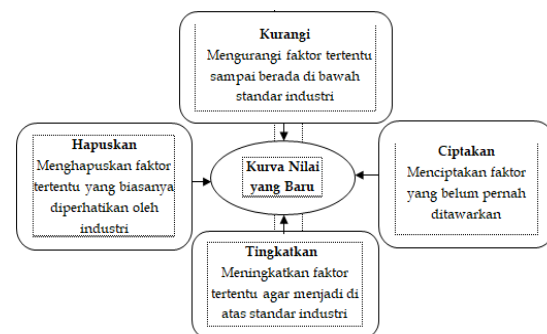 Kurangi
Mengurangi faktor tertentu
sampai berada di bawah
standar industri
Hapuskan
Menghapuskan faktor
tertentu yang biasanya
diperhatikan oleh
industri
Kurva Nilai
yang Baru
Ciptakan
Menciptakan faktor
yang belum pernah
ditawarkan
Tingkatkan
Meningkatkan faktor
tertentu agar menjadi di
atas standar industri